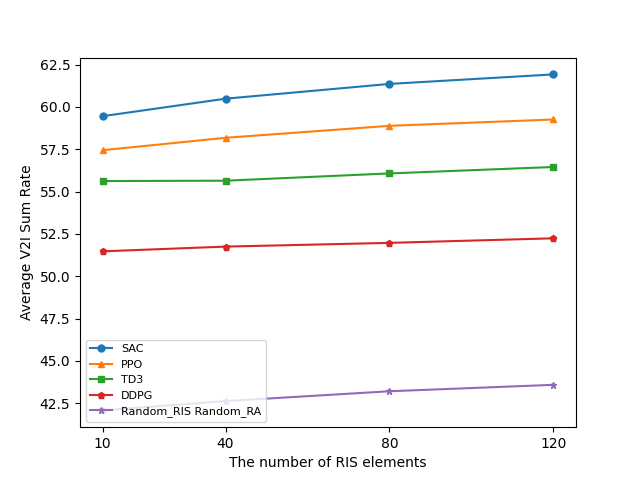 62.5
60.0
57.5
55.0
52.5
50.0
47.5
45.0
42.5
Average V2I Sum Rate
SAC
PPO
TD3
DDPG
Random_RIS Random_RA
10 40 80 120
The number of RIS elements